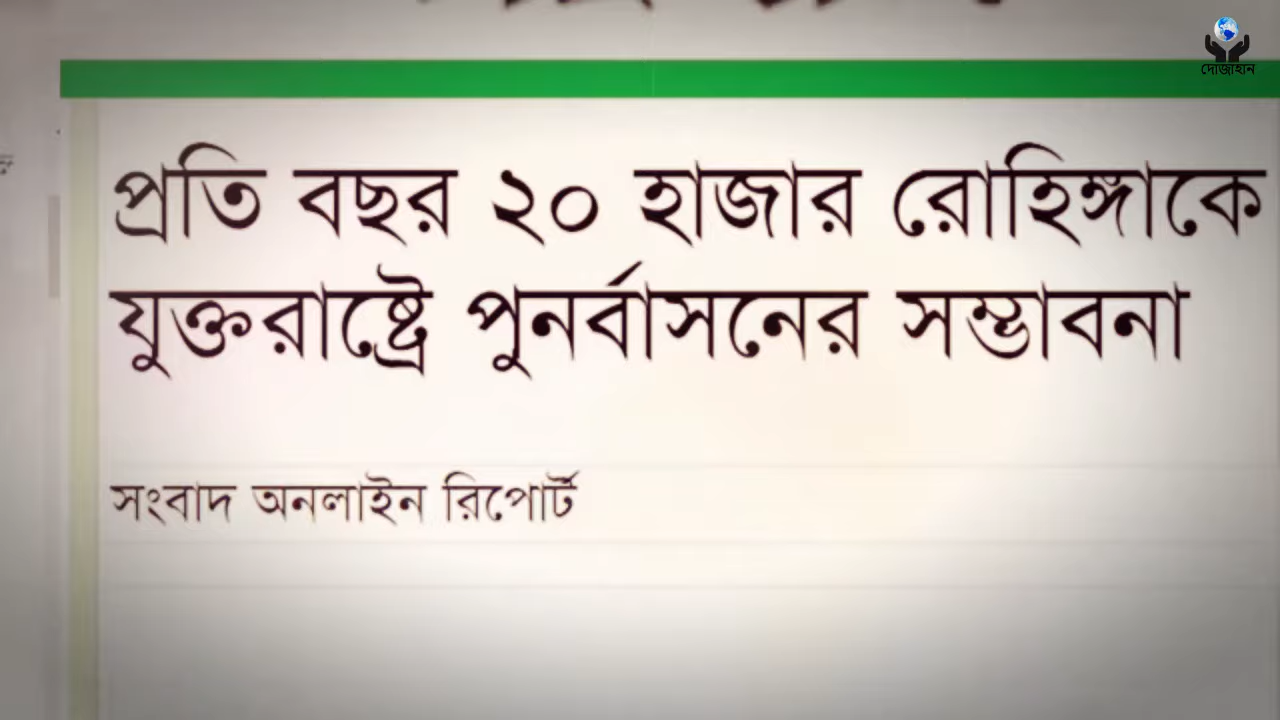 দোজাহান
প্রতি বছর ২০ হাজার রোহিঙ্গাকে
যুক্তরাষ্ট্রে পুনর্বাসনের সম্ভাবনা
সংবাদ অনলাইন রিপোর্ট